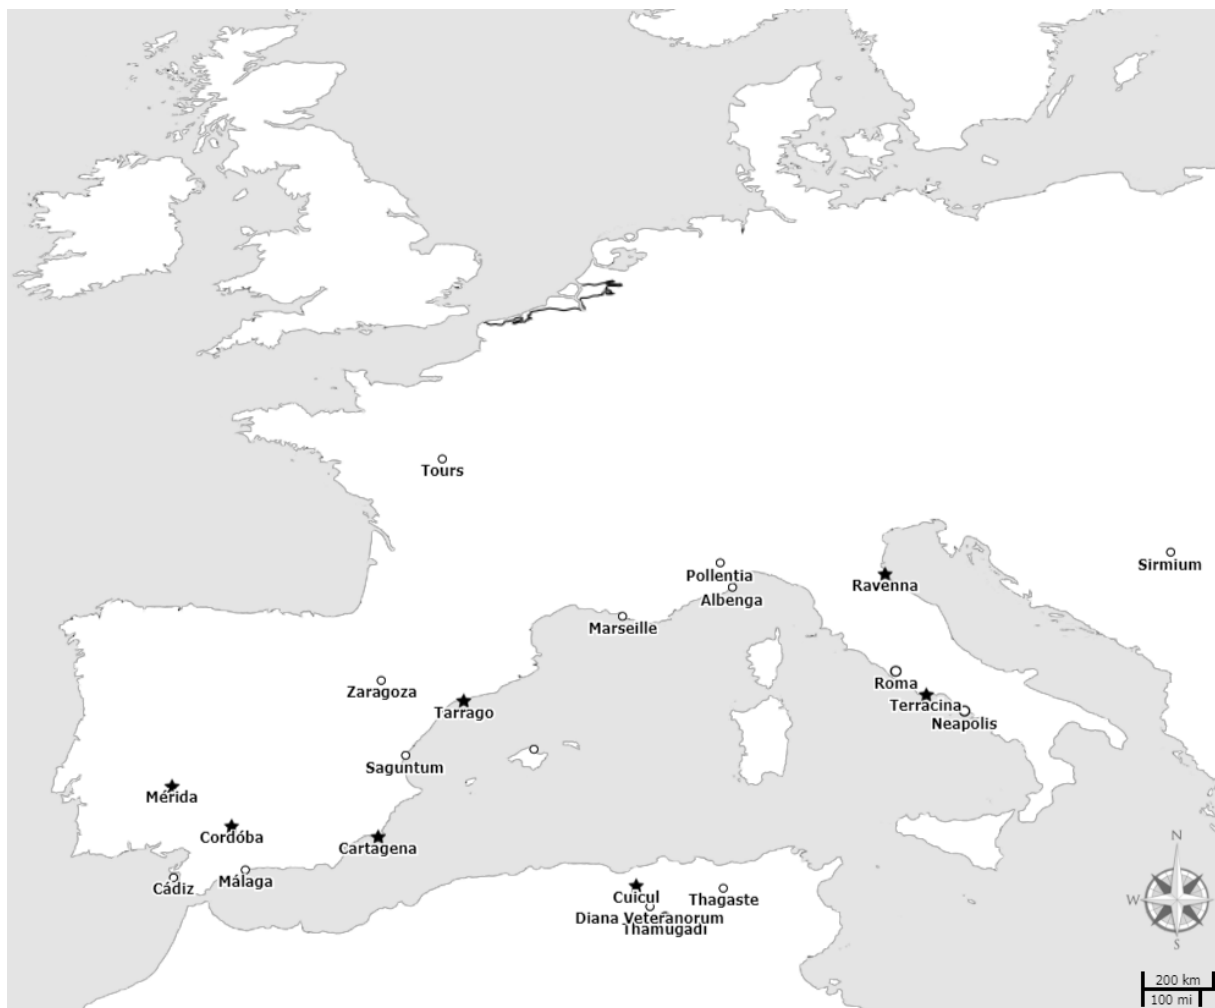 Tours
Pollentia
Albenga
Marseille
Ravenna
Sirmium
Zaragoza
Tarrago
Roma
Terracina
Neapolis
Saguntum
Mérida
Cordóba
Cartagena
Cádiz
Málaga
Cuicul
Thagaste
Diana Veteranorum
Thamugadi
N
W
S
200 km
100 mi